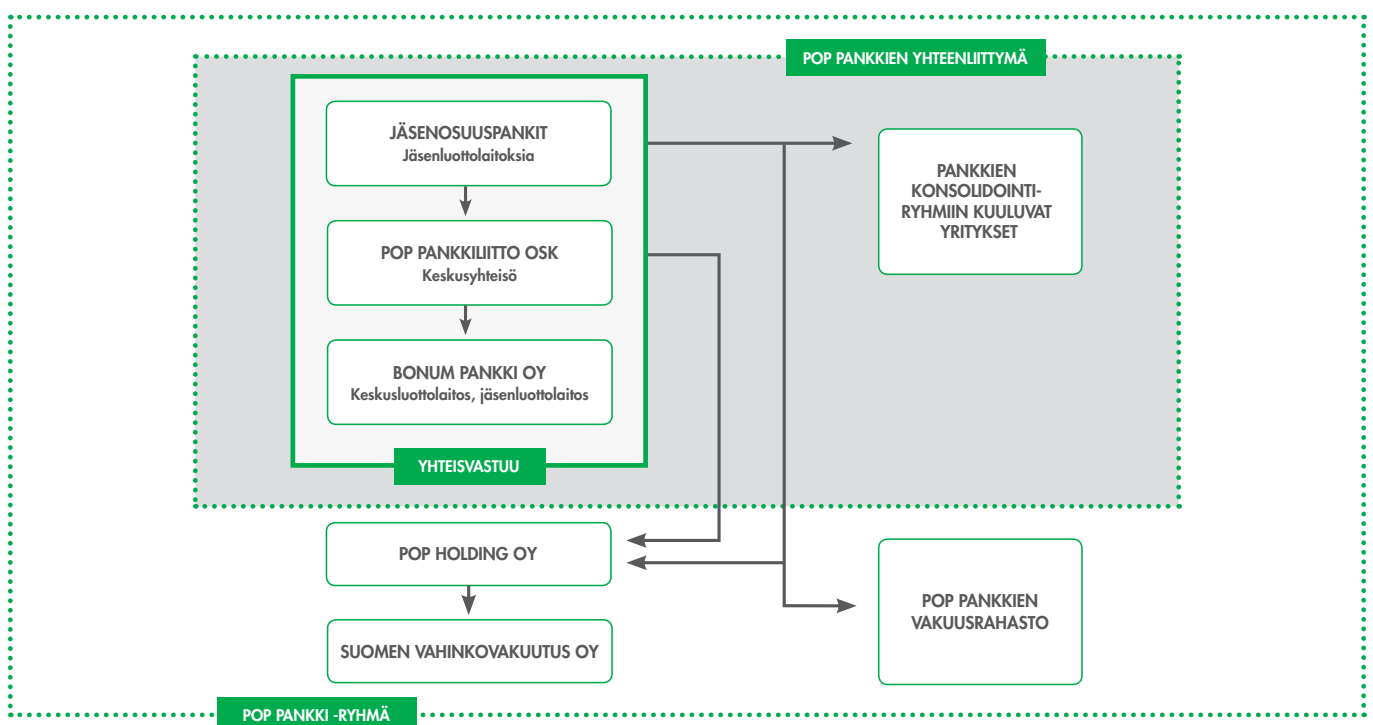 POP PANKKIEN YHTEENLIITTYMÄ
JÄSENOSUUSPANKIT
Jäsenluottolaitoksia
POP PANKKILIITTO OSK
Keskusyhteisö
BONUM PANKKI OY
Keskusluottolaitos, jäsenluottolaitos
YHTEISVASTUU
PANKKIEN
KONSOLIDOINTI-
RYHMIIN KUULUVAT
YRITYKSET
POP HOLDING OY
SUOMEN VAHINKOVAKUUTUS OY
POP PANKKIEN
VAKUUSRAHASTO
POP PANKKI -RYHMÄ